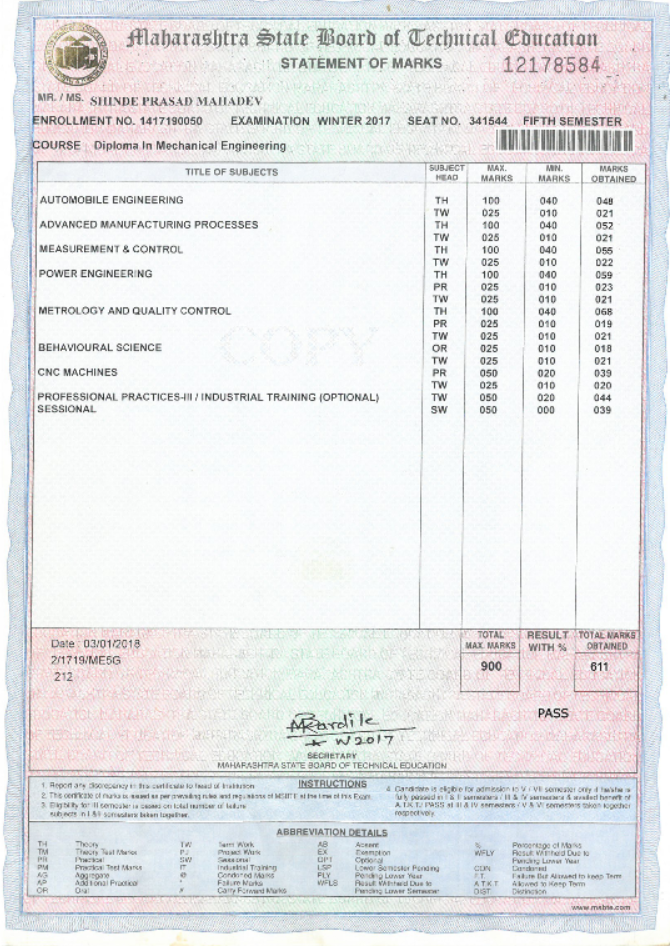 Maharashtra State Board of Technical Education
STATEMENT OF MARKS
12178584
MR. / MS. SHINDE PRASAD MAHADEV
ENROLLMENT NO. 1417190050 EXAMINATION WINTER 2017 SEAT NO. 341544 FIFTH SEMESTER
COURSE : Diploma In Mechanical Engineering
TITLE OF SUBJECTS SUBJECT HEAD MAX. MARKS MIN. MARKS MARKS OBTAINED
AUTOMOBILE ENGINEERING TH 100 040 048
TW 025 010 021
ADVANCED MANUFACTURING PROCESSES TH 100 040 052
TW 025 010 021
MEASUREMENT & CONTROL TH 100 040 055
TW 025 010 022
POWER ENGINEERING TH 100 040 059
PR 025 010 023
TW 025 010 021
METROLOGY AND QUALITY CONTROL TH 100 040 068
PR 025 010 019
TW 025 010 021
BEHAVIOURAL SCIENCE OR 025 010 018
TW 025 010 021
CNC MACHINES PR 050 020 039
TW 025 010 020
PROFESSIONAL PRACTICES-III / INDUSTRIAL TRAINING (OPTIONAL) TW 050 020 044
SESSIONAL SW 050 000 039
COPY
Date : 03/01/2018
2/1719/ME5G
212
TOTAL MAX. MARKS RESULT WITH % TOTAL MARKS OBTAINED
900 611
PASS
W2017
SECRETARY
MAHARASHTRA STATE BOARD OF TECHNICAL EDUCATION
INSTRUCTIONS
1. Report any discrepancy in this certificate to head of Institution
2. This certificate of marks is issued as per prevailing rules and regulations of MSBTE at the time of this Exam.
3. Eligibility for III semester is based on total number of failure
subjects in I & II semesters taken together.
4. Candidate is eligible for admission to V / VII semester only if he/she is
fully passed in I & II semesters / III & IV semesters & availed benefit of
A.T.K.T./ PASS at III & IV semesters / V & VI semesters taken together
respectively.
ABBREVIATION DETAILS
TH Theory TW Term Work AB Absent % Percentage of Marks
TM Theory Test Marks PJ Project Work EX Exemption WFLY Result Withheld Due to
PR Practical SW Sessional OPT Optional Pending Lower Year
PM Practical Test Marks IT Industrial Training LSP Lower Semester Pending CON Condoned
AG Aggregate @ Condoned Marks PLY Pending Lower Year F.T. Failure But Allowed to keep Term
AP Additional Practical Failure Marks WFLS Result Withheld Due to A.T.K.T. Allowed to Keep Term
OR Oral Carry Forward Marks Pending Lower Semester DIST. Distinction
www.msbte.com